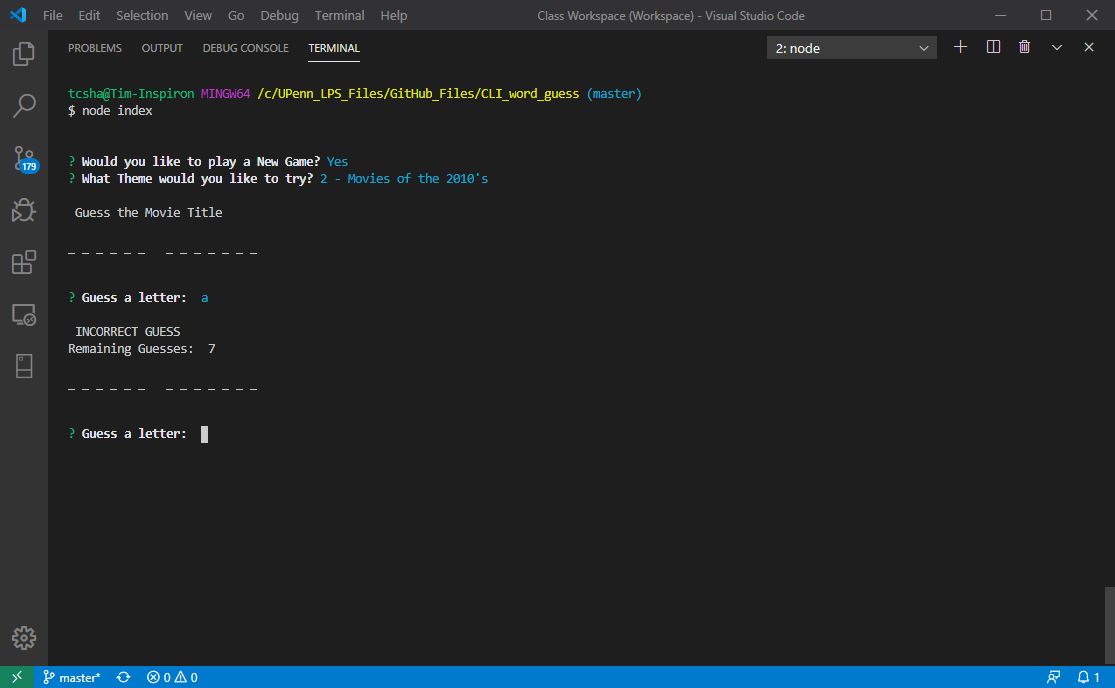 File Edit Selection View Go Debug Terminal Help Class Workspace (Workspace) - Visual Studio Code
PROBLEMS OUTPUT DEBUG CONSOLE TERMINAL 2: node
tcsha@Tim-Inspiron MINGW64 /c/UPenn_LPS_Files/GitHub_Files/CLI_word_guess (master)
$ node index
? Would you like to play a New Game? Yes
? What Theme would you like to try? 2 - Movies of the 2010's
Guess the Movie Title
_ _ _ _ _ _  _ _ _ _ _ _ _
? Guess a letter: a
INCORRECT GUESS
Remaining Guesses: 7
_ _ _ _ _ _  _ _ _ _ _ _ _
? Guess a letter:
179
master* 0 0 1